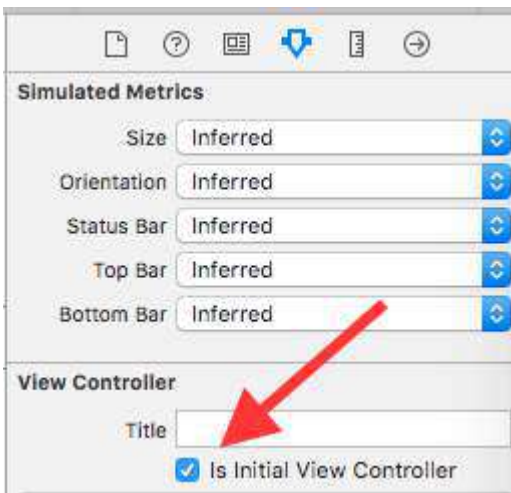 Simulated Metrics
Size Inferred
Orientation Inferred
Status Bar Inferred
Top Bar Inferred
Bottom Bar Inferred
View Controller
Title
Is Initial View Controller